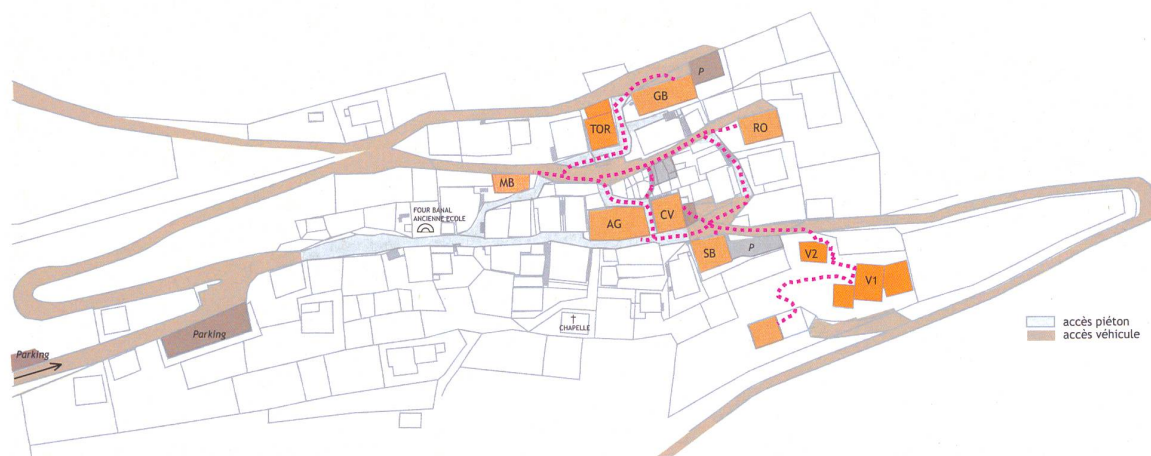 P
GB
TOR
RO
MB
FOUR BANAL
ANCIENNE ECOLE
AG
CV
SB
P
V2
V1
Parking
CHAPELLE
Parking
accès piéton
accès véhicule